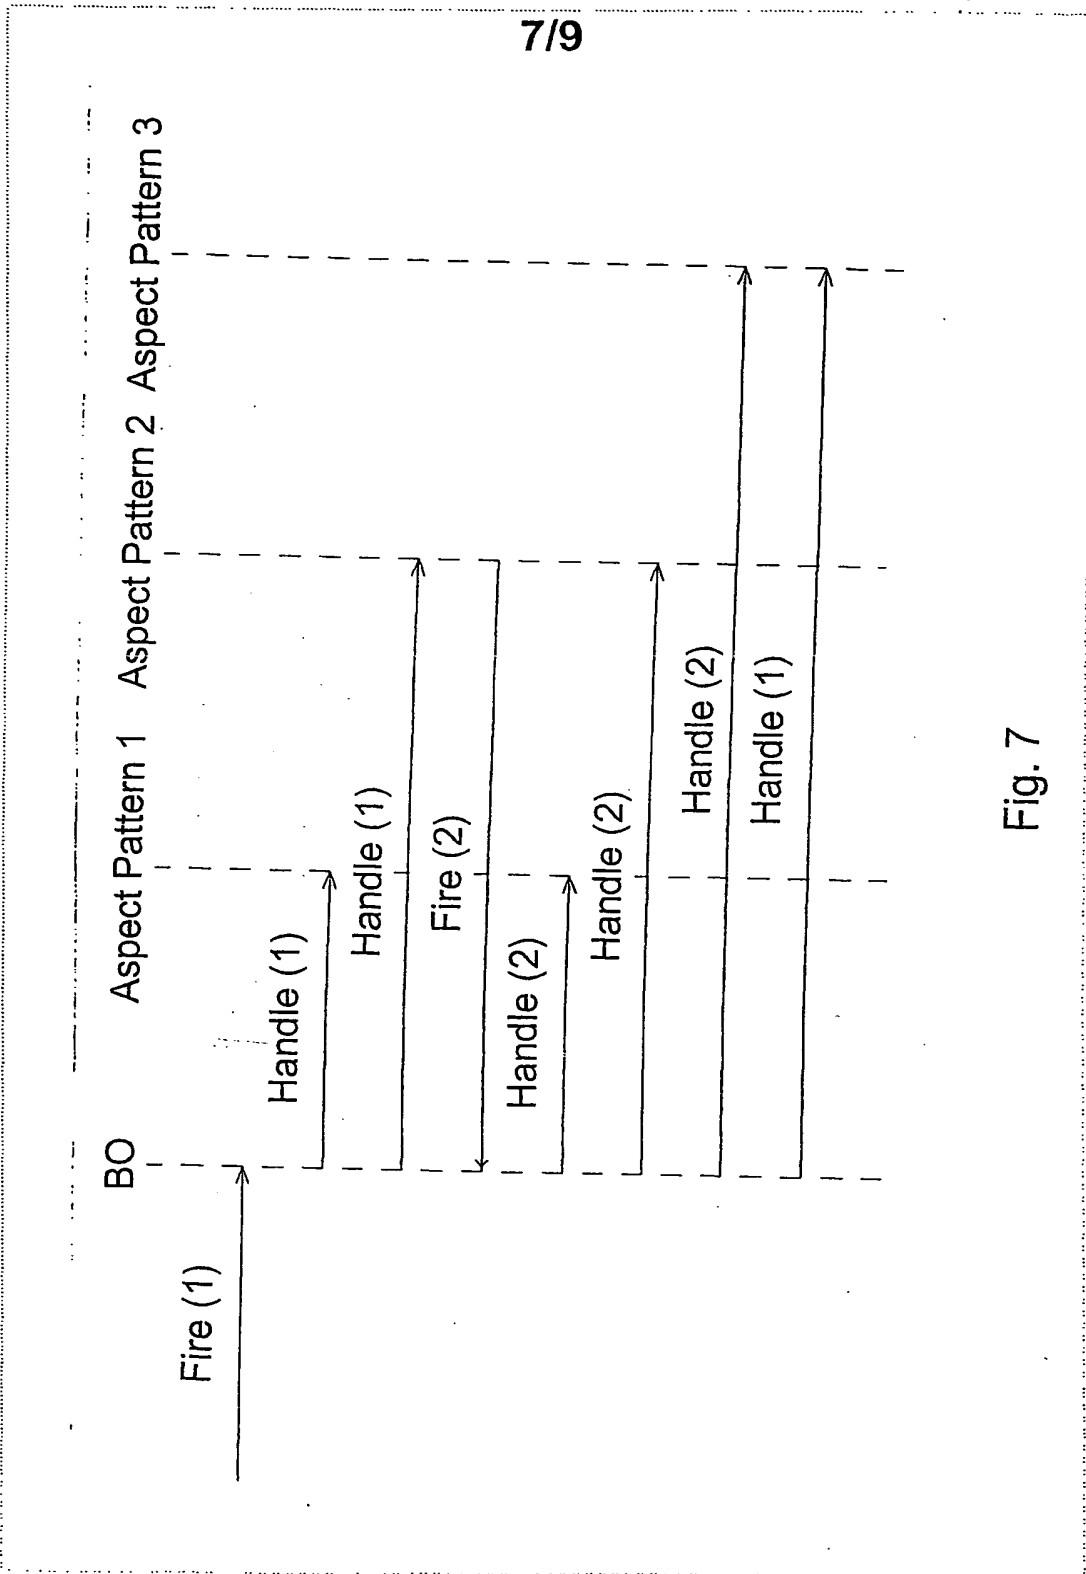 7/9
BO Aspect Pattern 1 Aspect Pattern 2 Aspect Pattern 3
Fire (1)
Handle (1)
Handle (1)
Fire (2)
Handle (2)
Handle (2)
Handle (2)
Handle (1)
Fig. 7